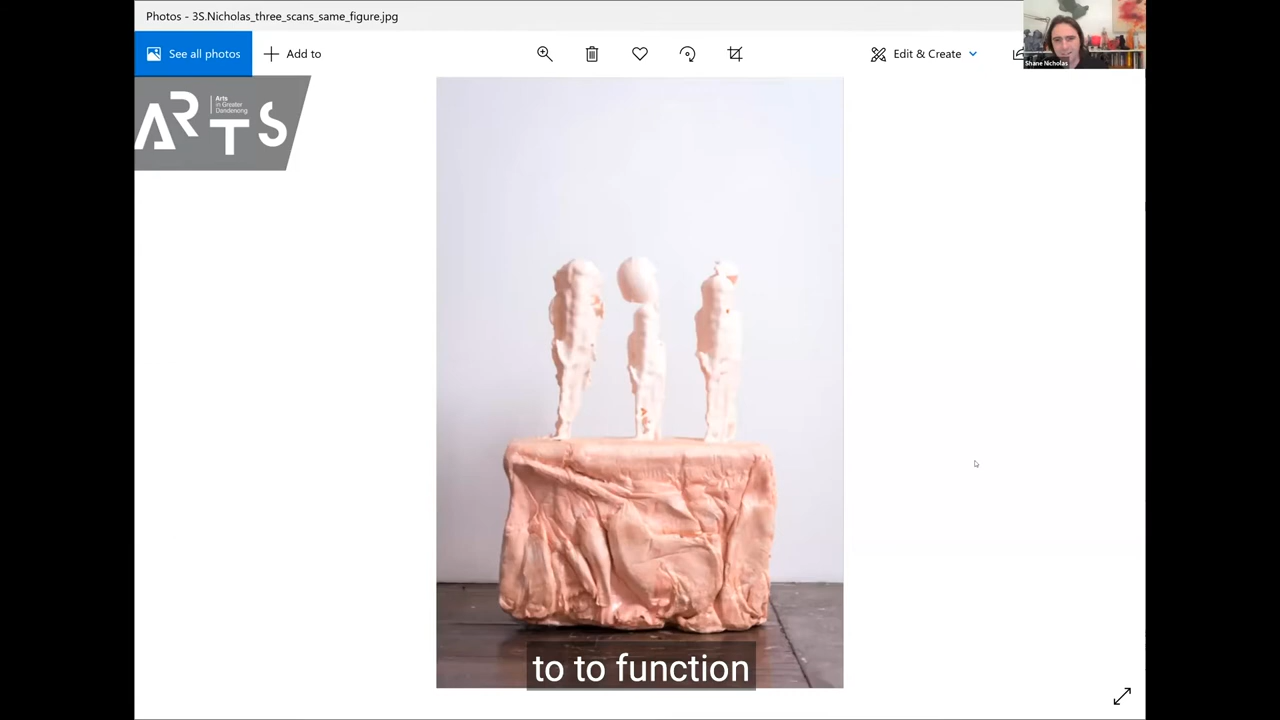 Photos - 3S.Nicholas_three_scans_same_figure.jpg
See all photos
Add to
Edit & Create
Shane Nicholas
ARTS
Arts
in Greater
Dandenong
to to function